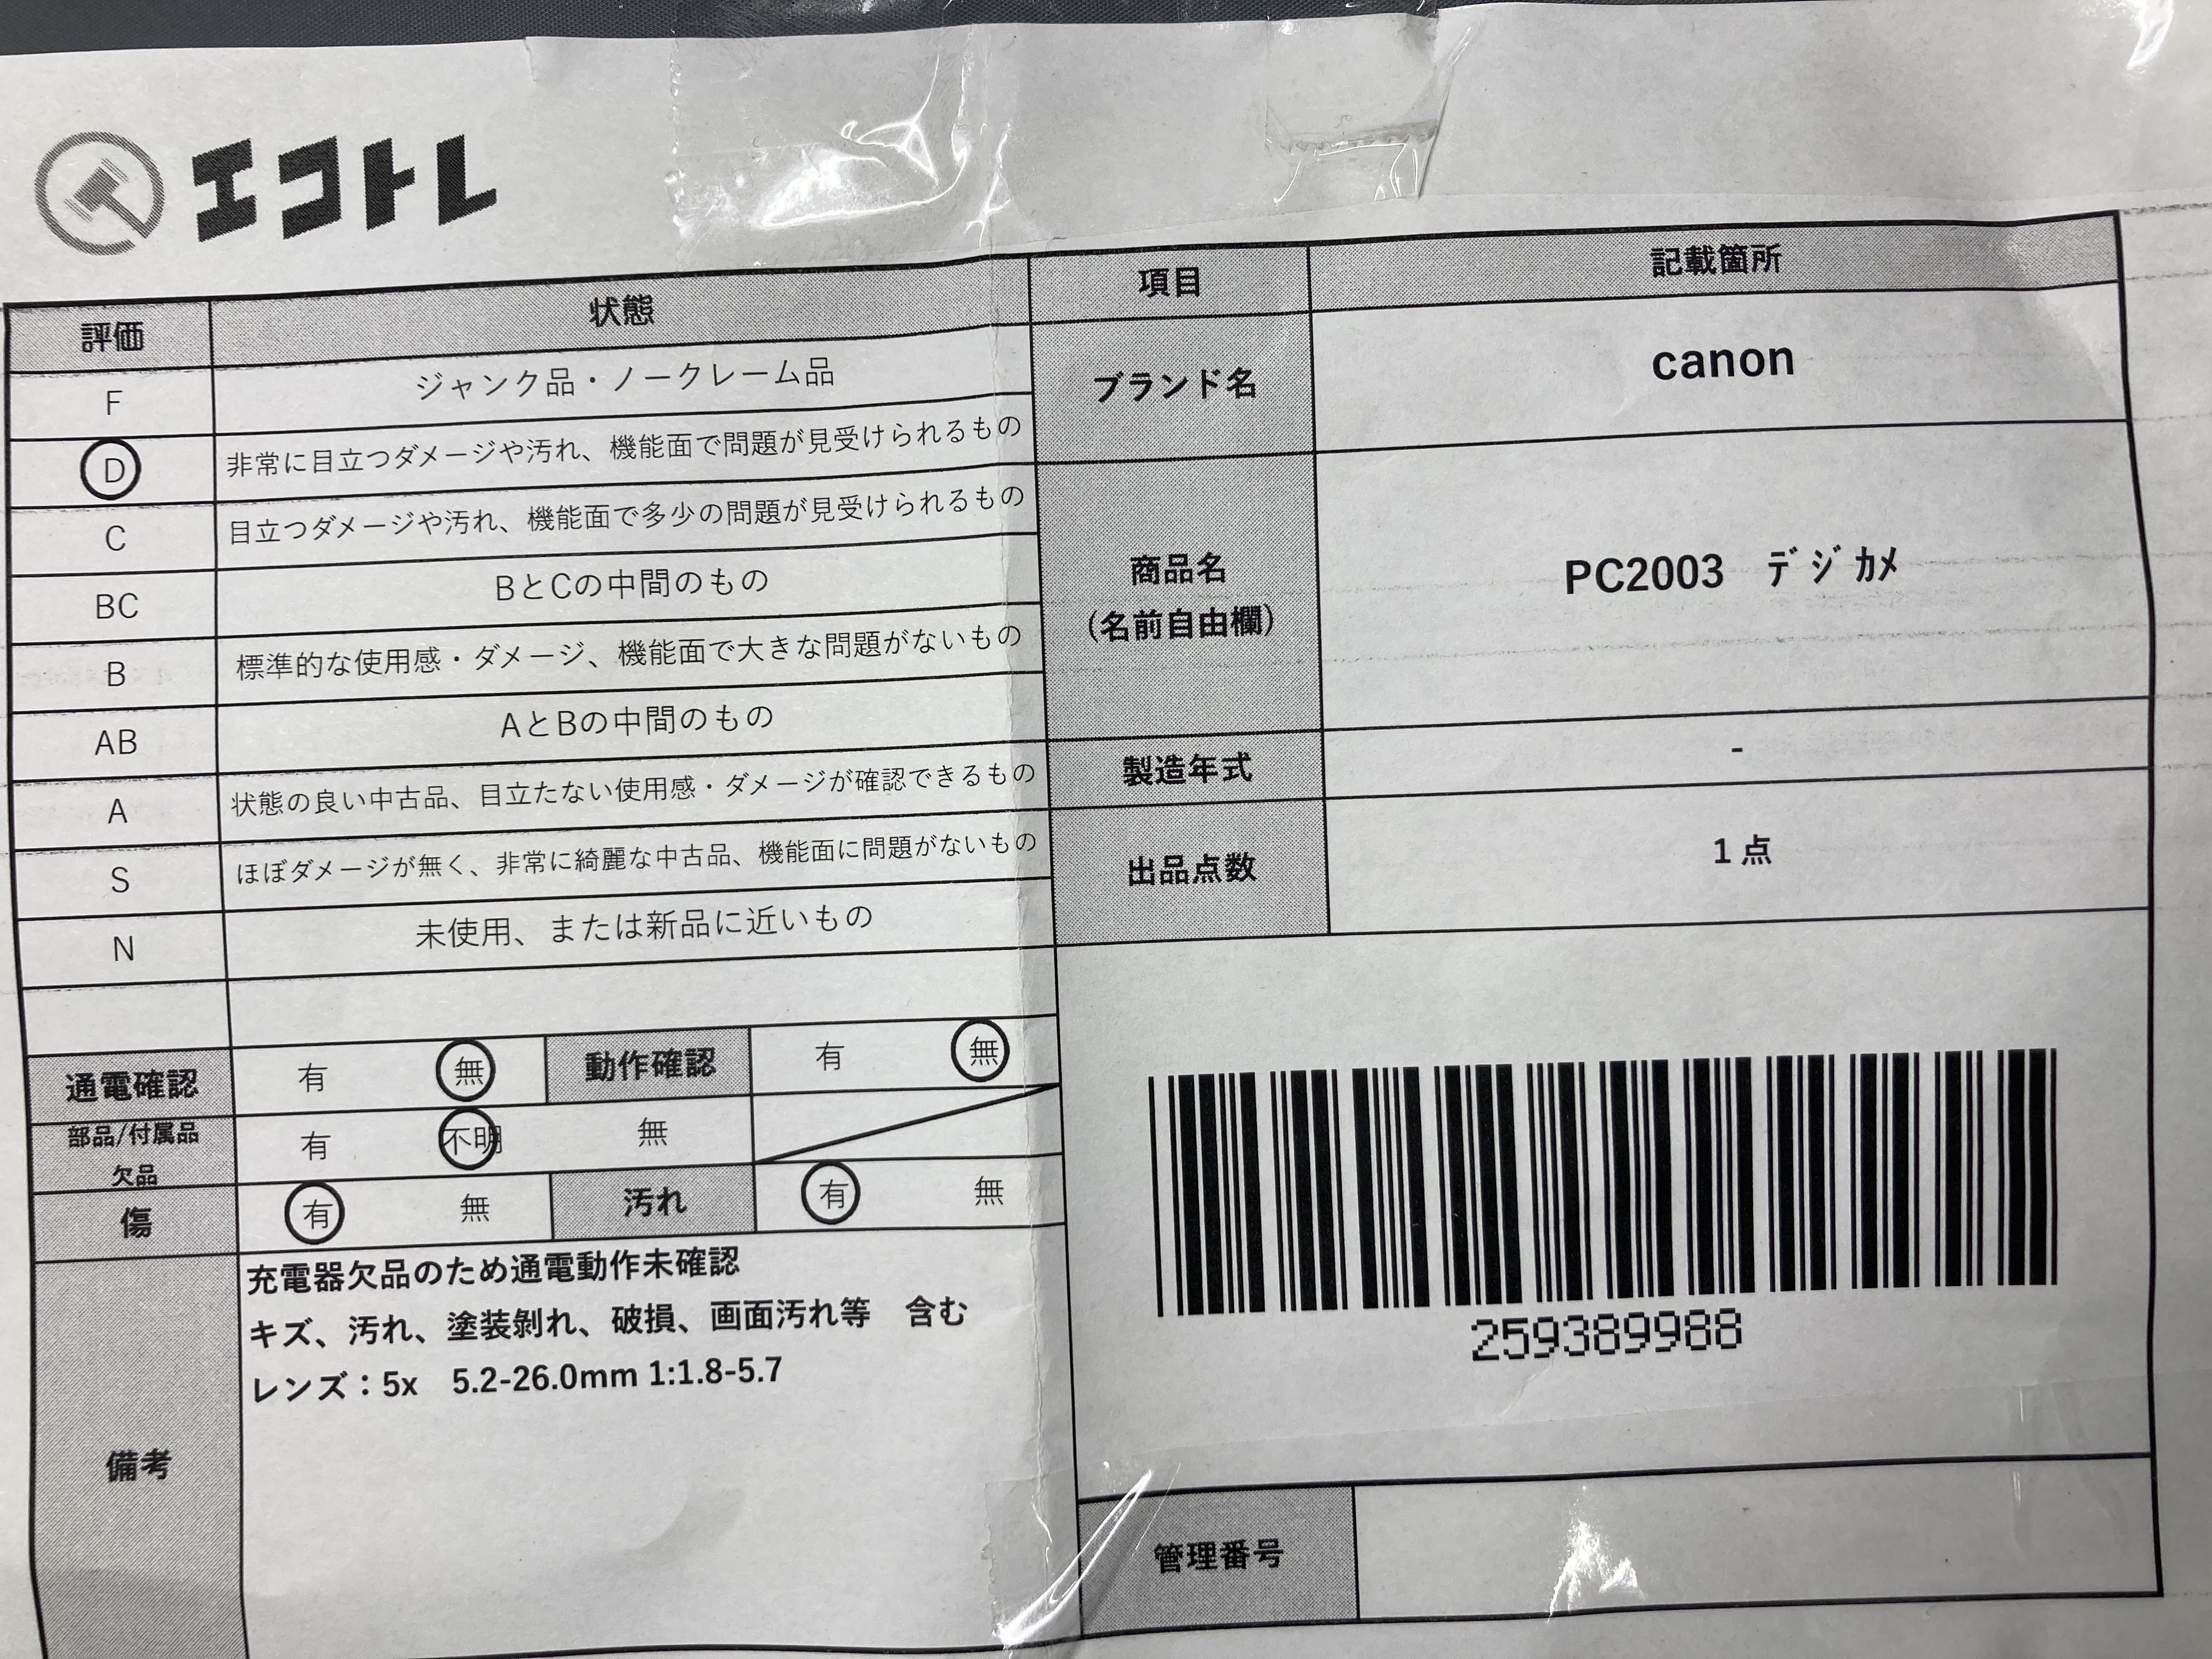 エコトレ
評価 状態
F ジャンク品・ノークレーム品
D 非常に目立つダメージや汚れ、機能面で問題が見受けられるもの
C 目立つダメージや汚れ、機能面で多少の問題が見受けられるもの
BC BとCの中間のもの
B 標準的な使用感・ダメージ、機能面で大きな問題がないもの
AB AとBの中間のもの
A 状態の良い中古品、目立たない使用感・ダメージが確認できるもの
S ほぼダメージが無く、非常に綺麗な中古品、機能面に問題がないもの
N 未使用、または新品に近いもの
通電確認 有 無 動作確認 有 無
部品/付属品
欠品 有 不明 無
傷 有 無 汚れ 有 無
備考
充電器欠品のため通電動作未確認
キズ、汚れ、塗装剝れ、破損、画面汚れ等　含む
レンズ：5x　5.2-26.0mm 1:1.8-5.7
項目 記載箇所
ブランド名 canon
商品名
（名前自由欄） PC2003　ﾃﾞｼﾞｶﾒ
製造年式 -
出品点数 1点
259389988
管理番号